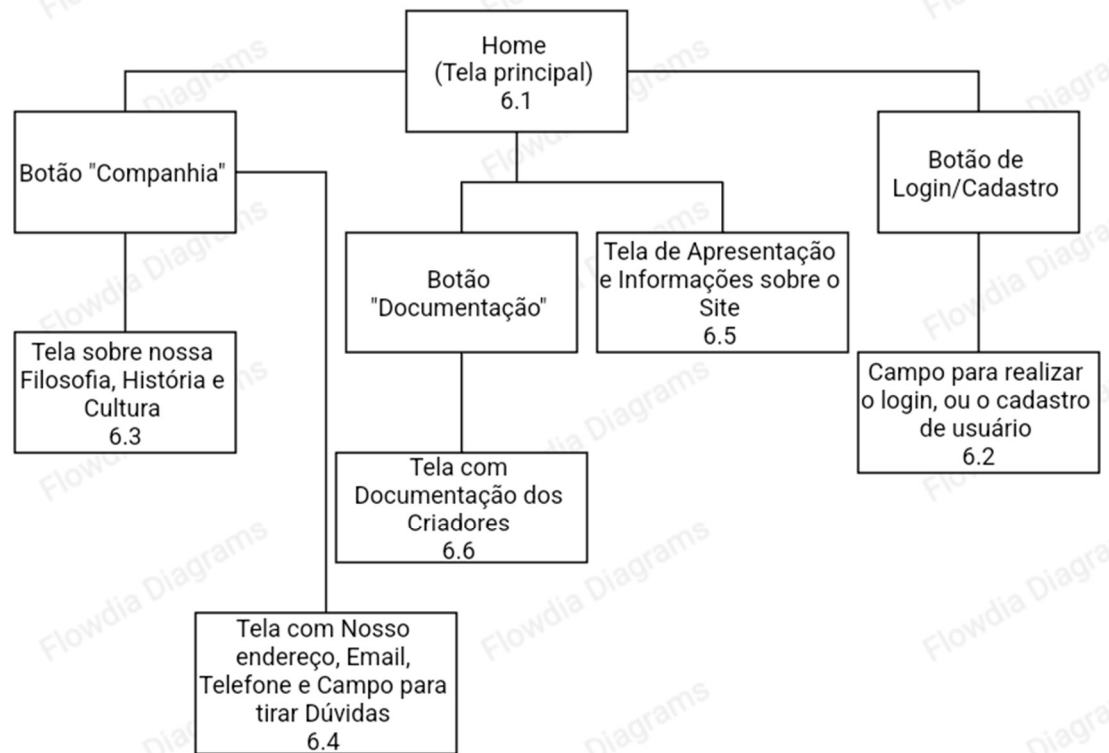 Home
(Tela principal)
6.1
Botão "Companhia"
Botão de
Login/Cadastro
Botão
"Documentação"
Tela de Apresentação
e Informações sobre o
Site
6.5
Tela sobre nossa
Filosofia, História e
Cultura
6.3
Campo para realizar
o login, ou o cadastro
de usuário
6.2
Tela com
Documentação dos
Criadores
6.6
Tela com Nosso
endereço, Email,
Telefone e Campo para
tirar Dúvidas
6.4
Flowdia Diagrams